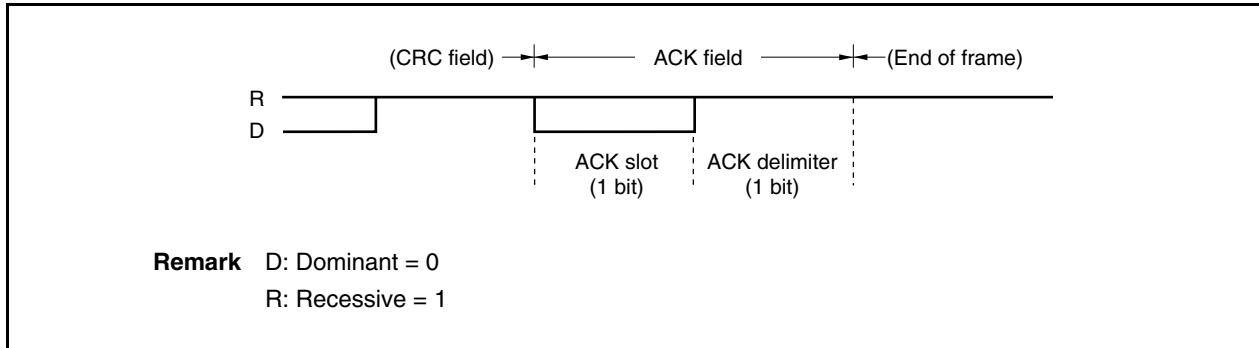 (CRC field) ACK field (End of frame)
R
D
ACK slot ACK delimiter
(1 bit) (1 bit)
Remark D: Dominant = 0
R: Recessive = 1